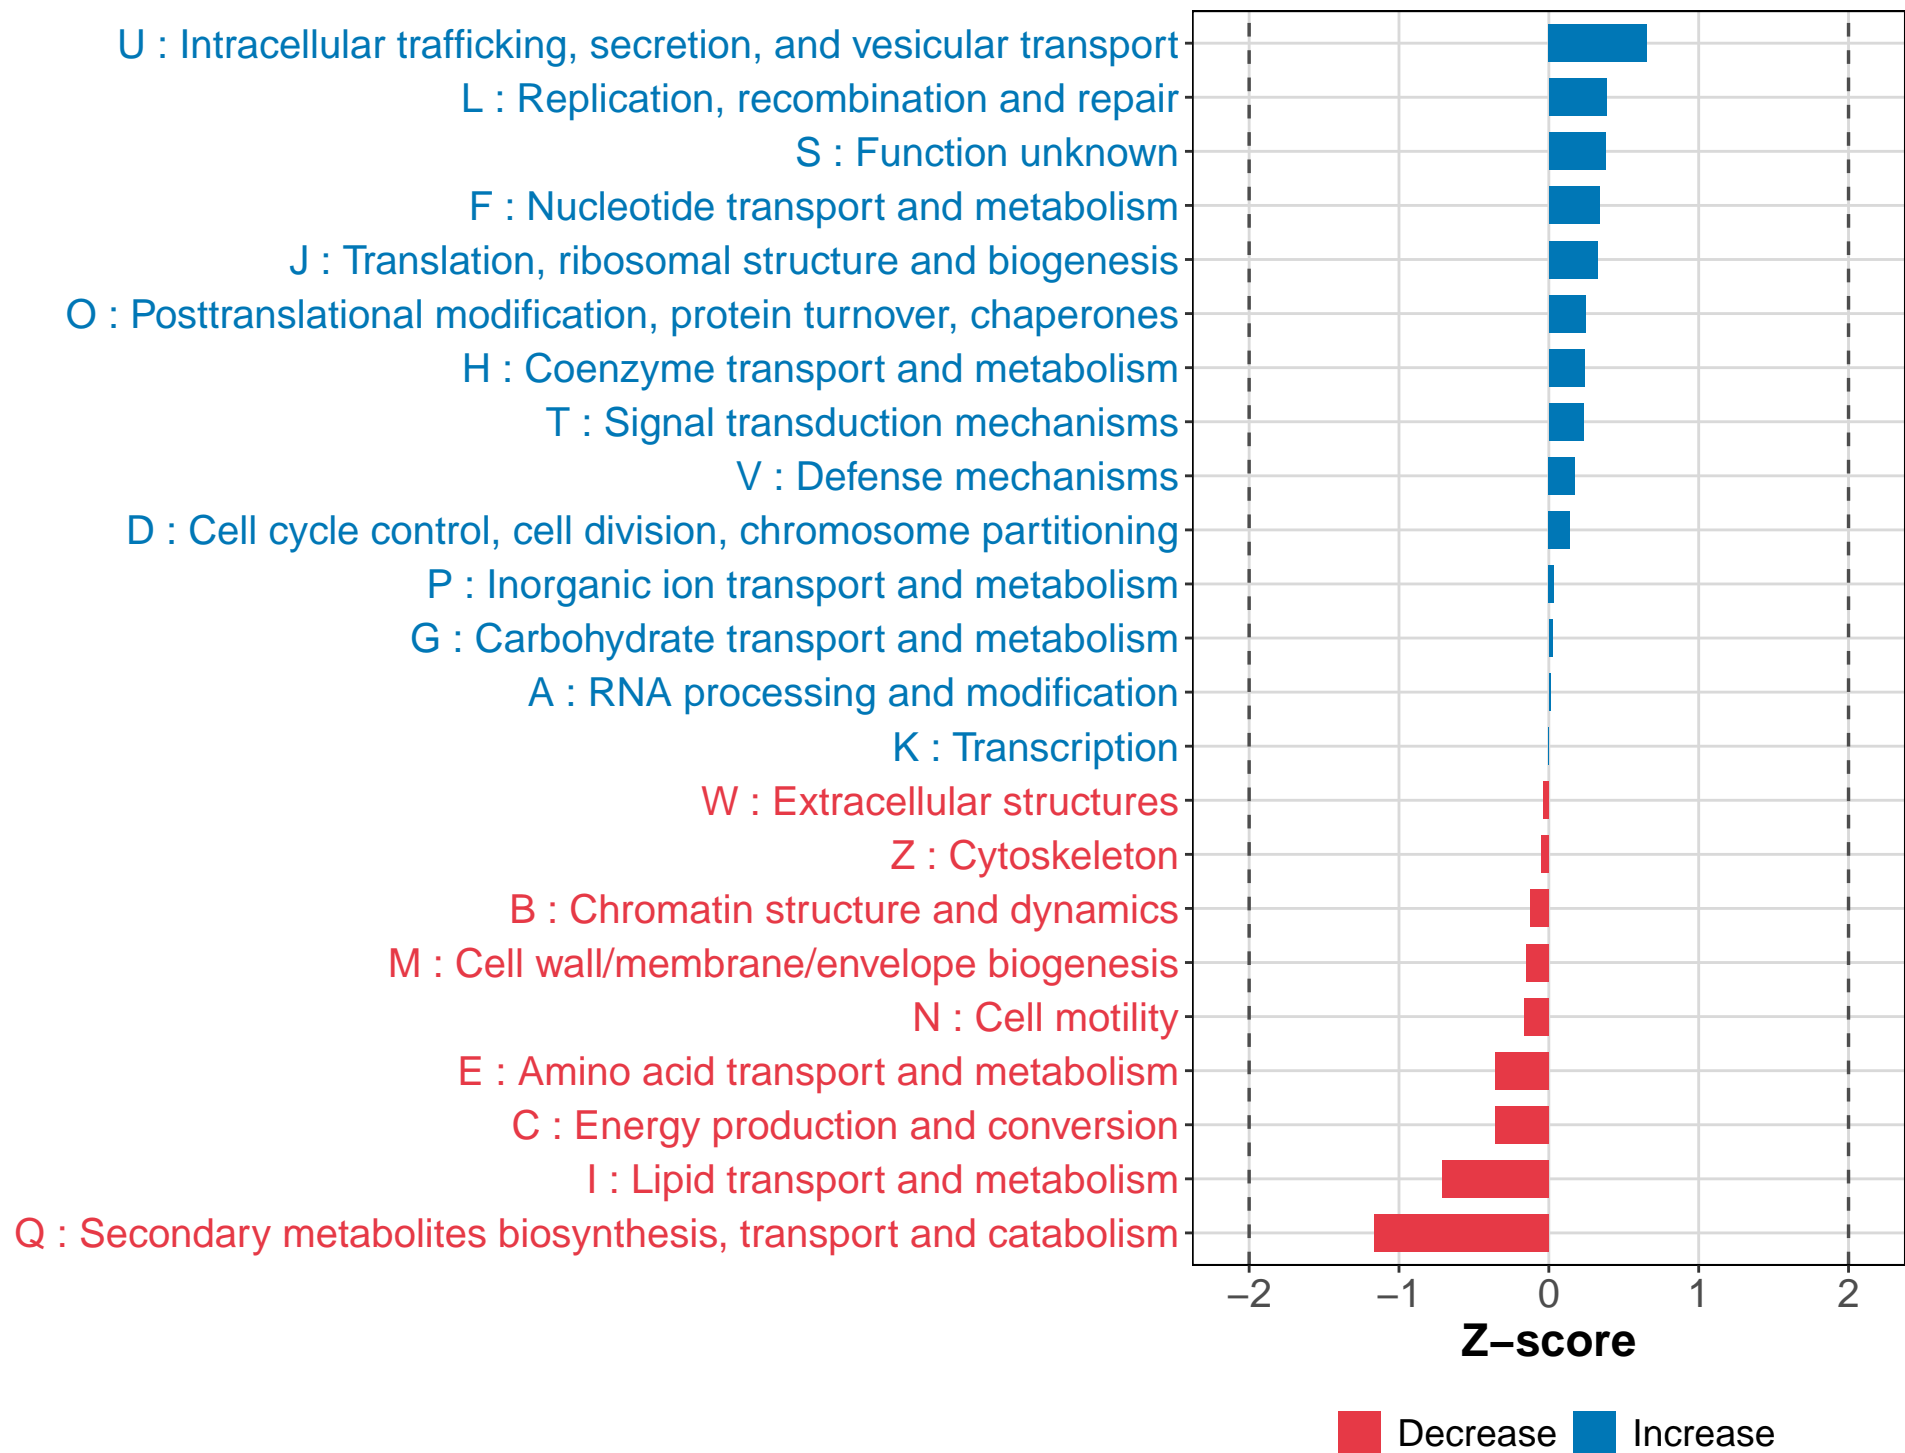 U : Intracellular trafficking, secretion, and vesicular transport
L : Replication, recombination and repair
S : Function unknown
F : Nucleotide transport and metabolism
J : Translation, ribosomal structure and biogenesis
O : Posttranslational modification, protein turnover, chaperones
H : Coenzyme transport and metabolism
T : Signal transduction mechanisms
V : Defense mechanisms
D : Cell cycle control, cell division, chromosome partitioning
P : Inorganic ion transport and metabolism
G : Carbohydrate transport and metabolism
A : RNA processing and modification
K : Transcription
W : Extracellular structures
Z : Cytoskeleton
B : Chromatin structure and dynamics
M : Cell wall/membrane/envelope biogenesis
N : Cell motility
E : Amino acid transport and metabolism
C : Energy production and conversion
I : Lipid transport and metabolism
Q : Secondary metabolites biosynthesis, transport and catabolism
−2 −1 0 1 2
Z−score
Decrease Increase